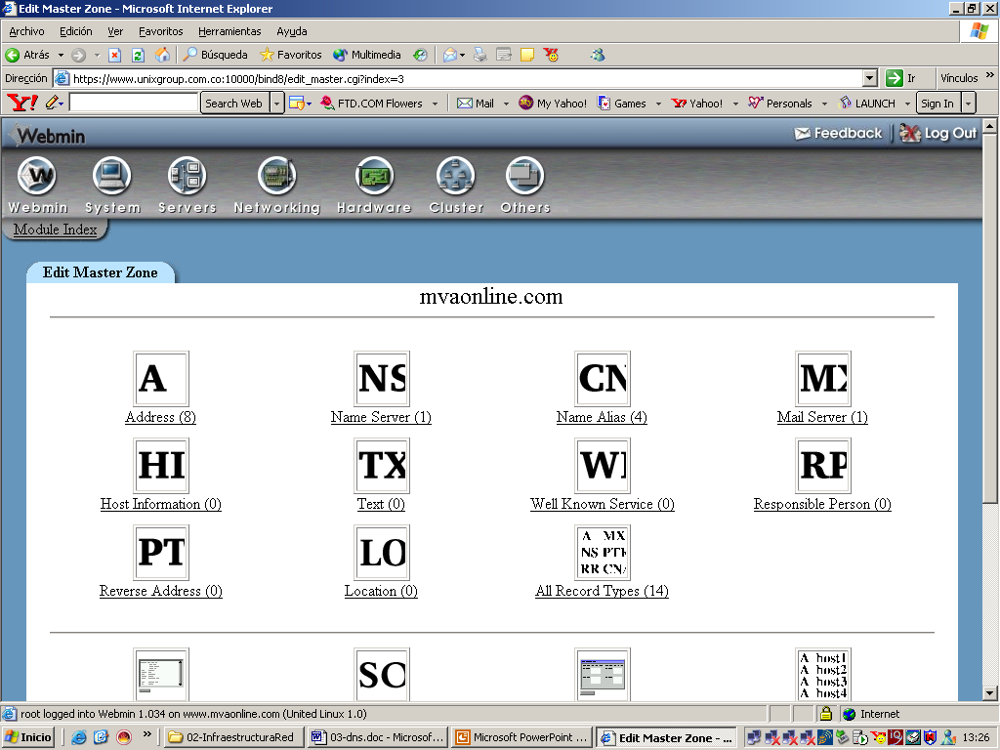 Edit Master Zone - Microsoft Internet Explorer
Archivo Edición Ver Favoritos Herramientas Ayuda
Atrás Búsqueda Favoritos Multimedia
Dirección https://www.unixgroup.com.co:10000/bind8/edit_master.cgi?index=3 Ir Vínculos »
Y! Search Web FTD.COM Flowers Mail My Yahoo! Games Yahoo! Personals LAUNCH Sign In
Webmin Feedback Log Out
Webmin System Servers Networking Hardware Cluster Others
Module Index
Edit Master Zone
mvaonline.com
A NS CN MX
Address (8) Name Server (1) Name Alias (4) Mail Server (1)
HI TX WI RP
Host Information (0) Text (0) Well Known Service (0) Responsible Person (0)
PT LO A MX NS PTR RR CNA
Reverse Address (0) Location (0) All Record Types (14)
SO A host1 A host2 A host3 A host4
root logged into Webmin 1.034 on www.mvaonline.com (United Linux 1.0) Internet
Inicio » 02-InfraestructuraRed 03-dns.doc - Microsof... Microsoft PowerPoint ... Edit Master Zone - ... 13:26